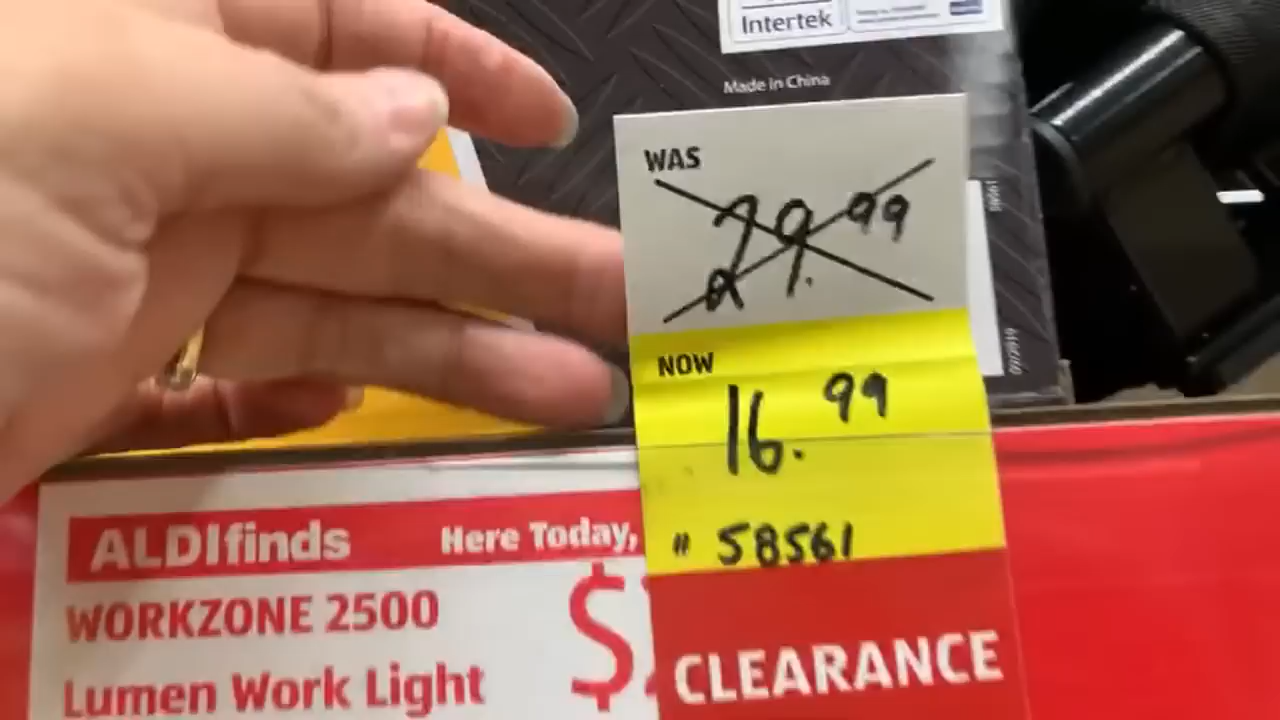 Intertek
Made in China
WAS
29.99
NOW
16.99
# 58561
CLEARANCE
ALDIfinds
Here Today,
WORKZONE 2500
Lumen Work Light
$2